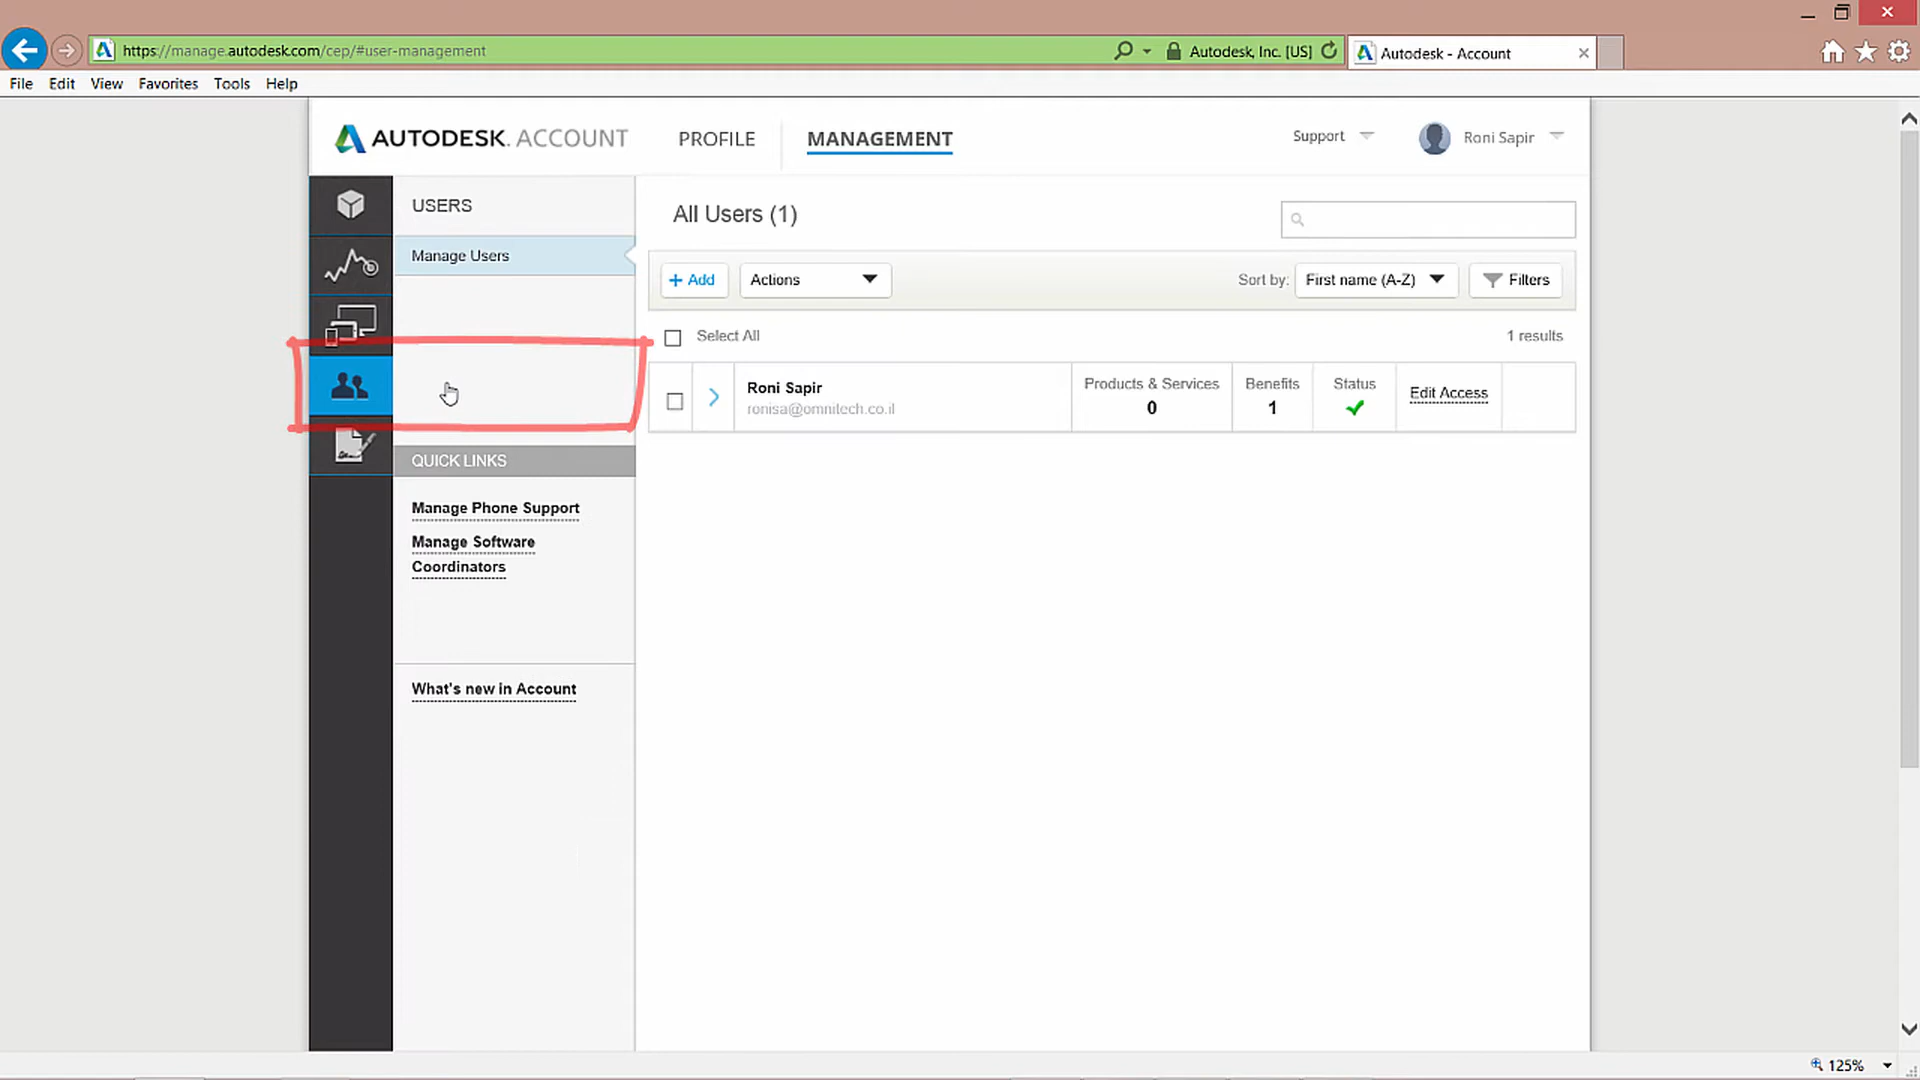 https://manage.autodesk.com/cep/#user-management
Autodesk, Inc. [US]
Autodesk - Account
File Edit View Favorites Tools Help
AUTODESK. ACCOUNT
PROFILE
MANAGEMENT
Support
Roni Sapir
USERS
Manage Users
QUICK LINKS
Manage Phone Support
Manage Software
Coordinators
What's new in Account
All Users (1)
+ Add
Actions
Sort by:
First name (A-Z)
Filters
Select All
1 results
Roni Sapir
ronisa@omnitech.co.il
Products & Services
0
Benefits
1
Status
Edit Access
125%